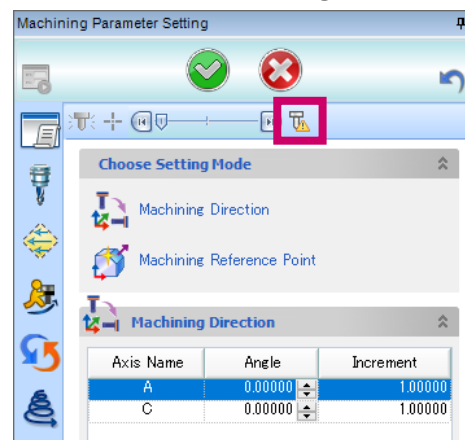 Machining Parameter Setting
Choose Setting Mode
Machining Direction
Machining Reference Point
Machining Direction
Axis Name Angle Increment
A 0.00000 1.00000
C 0.00000 1.00000